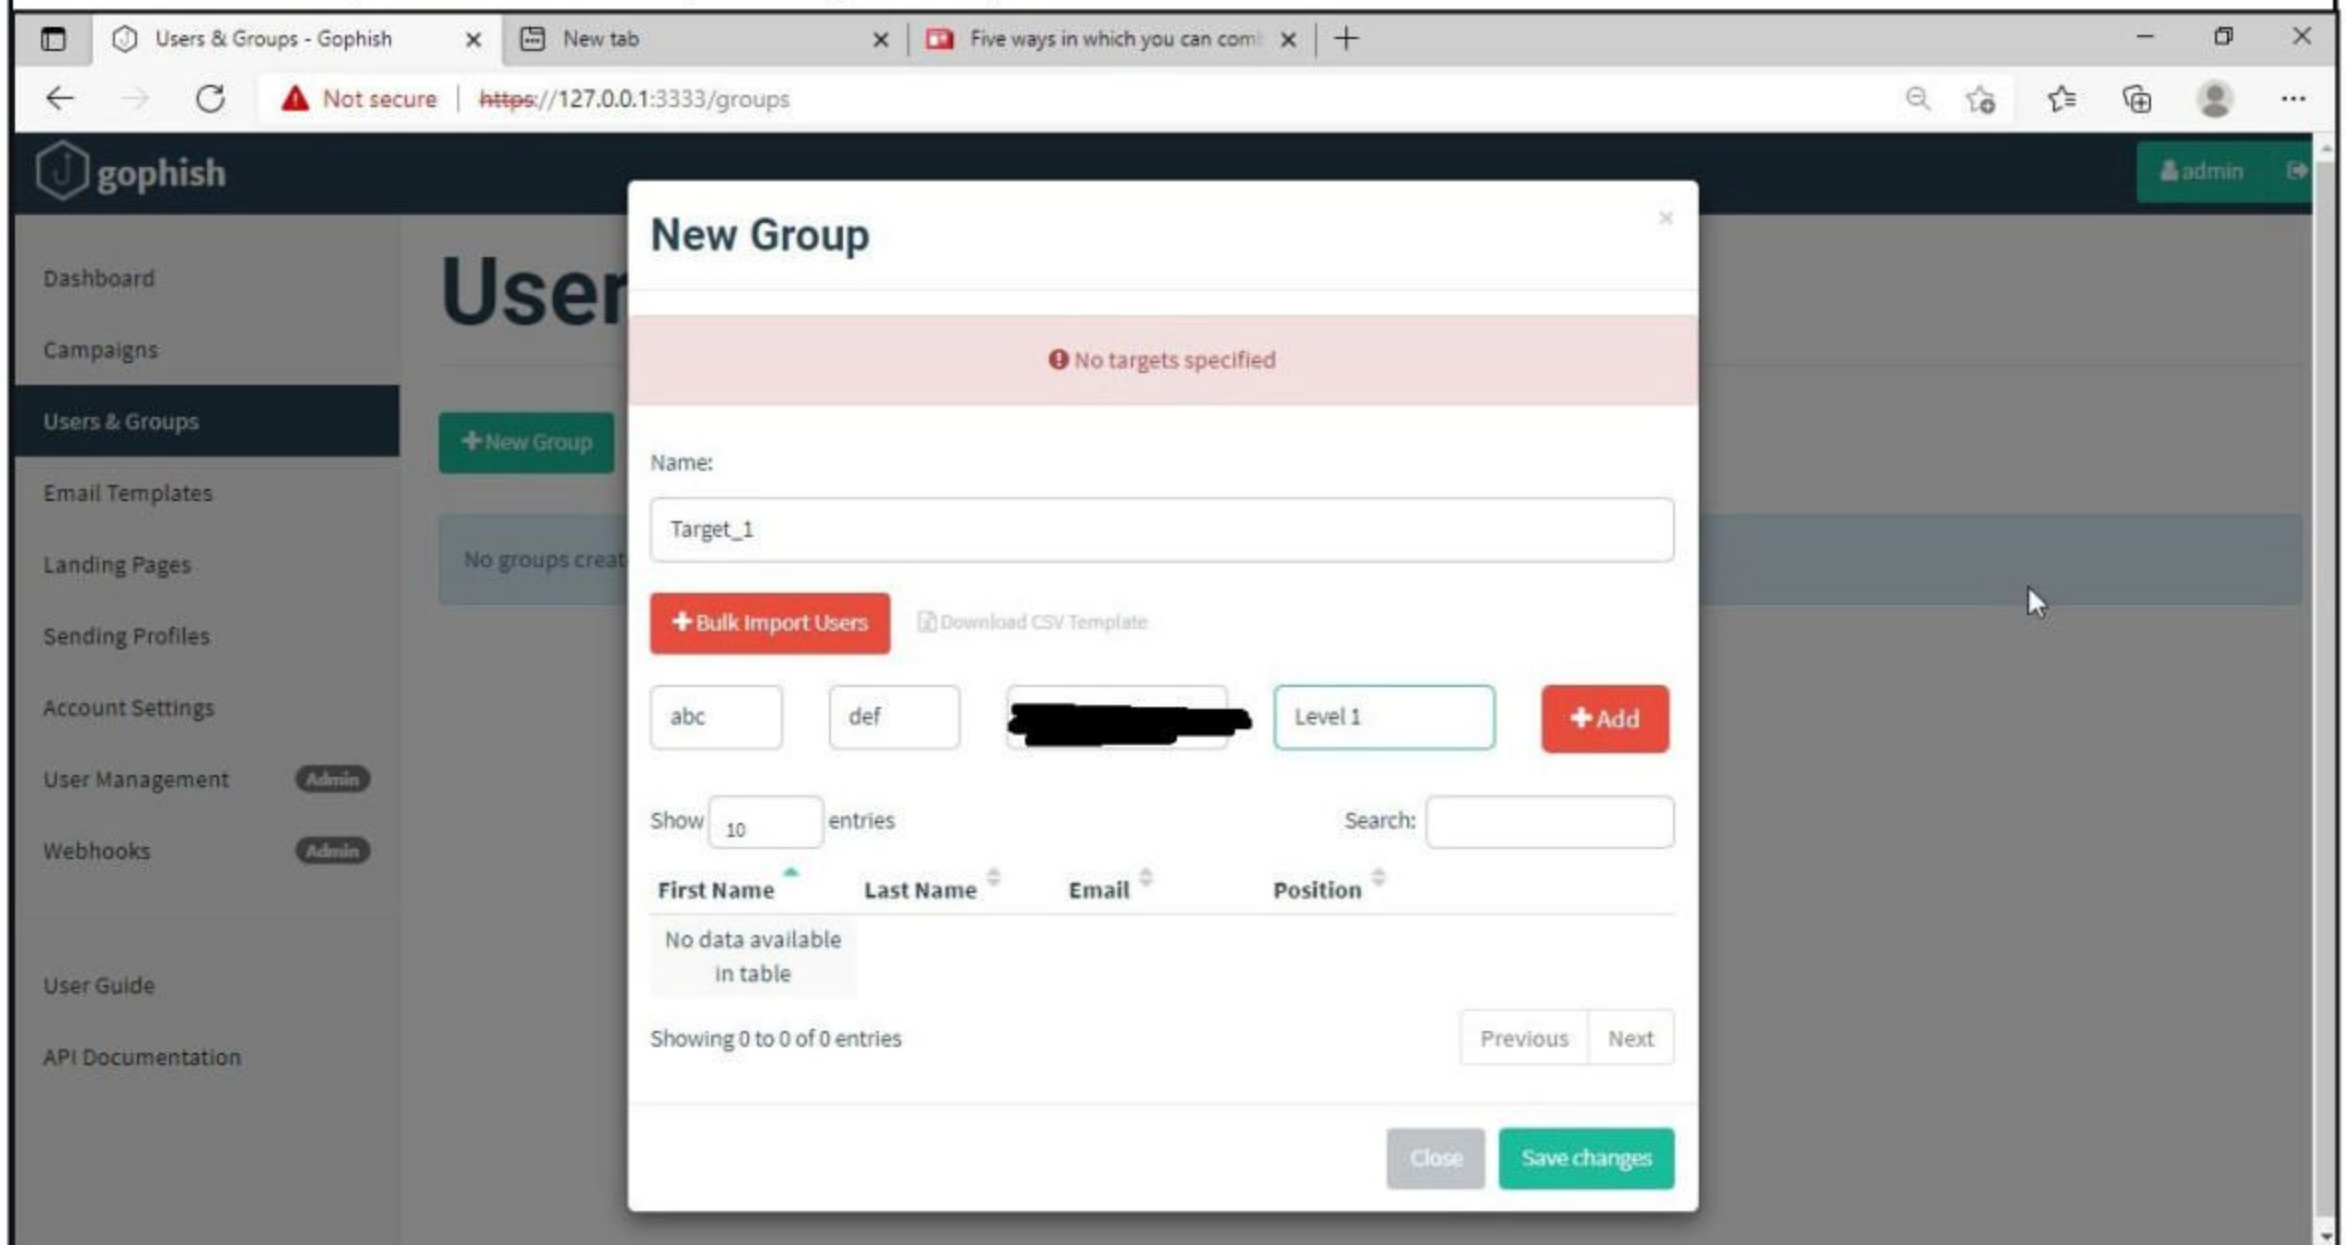 Users & Groups - Gophish
New tab
Five ways in which you can com
Not secure https://127.0.0.1:3333/groups
gophish
admin
New Group
User
Dashboard
No targets specified
Campaigns
Users & Groups
New Group
Name:
Email Templates
Target_1
Landing Pages
No groups creat
Bulk Import Users Download CSV Template
Sending Profiles
Account Settings
abc def Level 1 Add
User Management Admin
Show 10 entries Search:
Webhooks Admin
First Name Last Name Email Position
No data available
in table
User Guide
Showing 0 to 0 of 0 entries Previous Next
API Documentation
Close Save changes